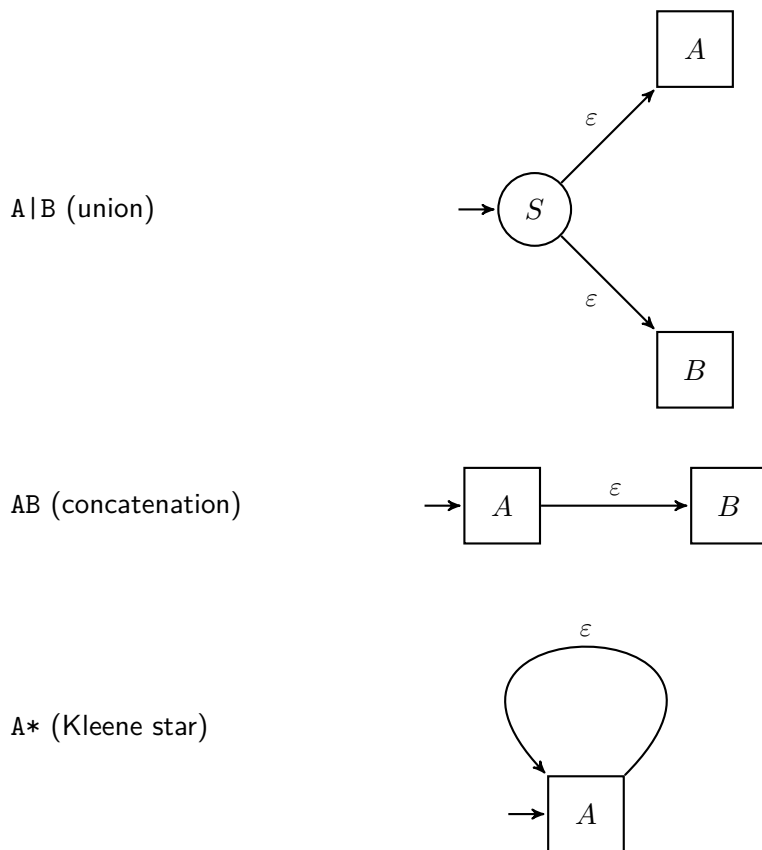 A
ε
A|B (union)
S
ε
B
AB (concatenation)
A
ε
B
ε
A* (Kleene star)
A